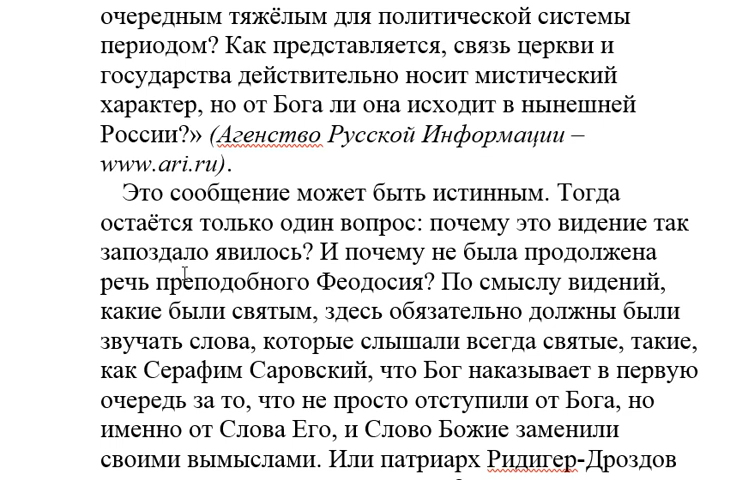 очередным тяжёлым для политической системы
периодом? Как представляется, связь церкви и
государства действительно носит мистический
характер, но от Бога ли она исходит в нынешней
России?» (Агенство Русской Информации –
www.ari.ru).
Это сообщение может быть истинным. Тогда
остаётся только один вопрос: почему это видение так
запоздало явилось? И почему не была продолжена
речь преподобного Феодосия? По смыслу видений,
какие были святым, здесь обязательно должны были
звучать слова, которые слышали всегда святые, такие,
как Серафим Саровский, что Бог наказывает в первую
очередь за то, что не просто отступили от Бога, но
именно от Слова Его, и Слово Божие заменили
своими вымыслами. Или патриарх Ридигер-Дроздов